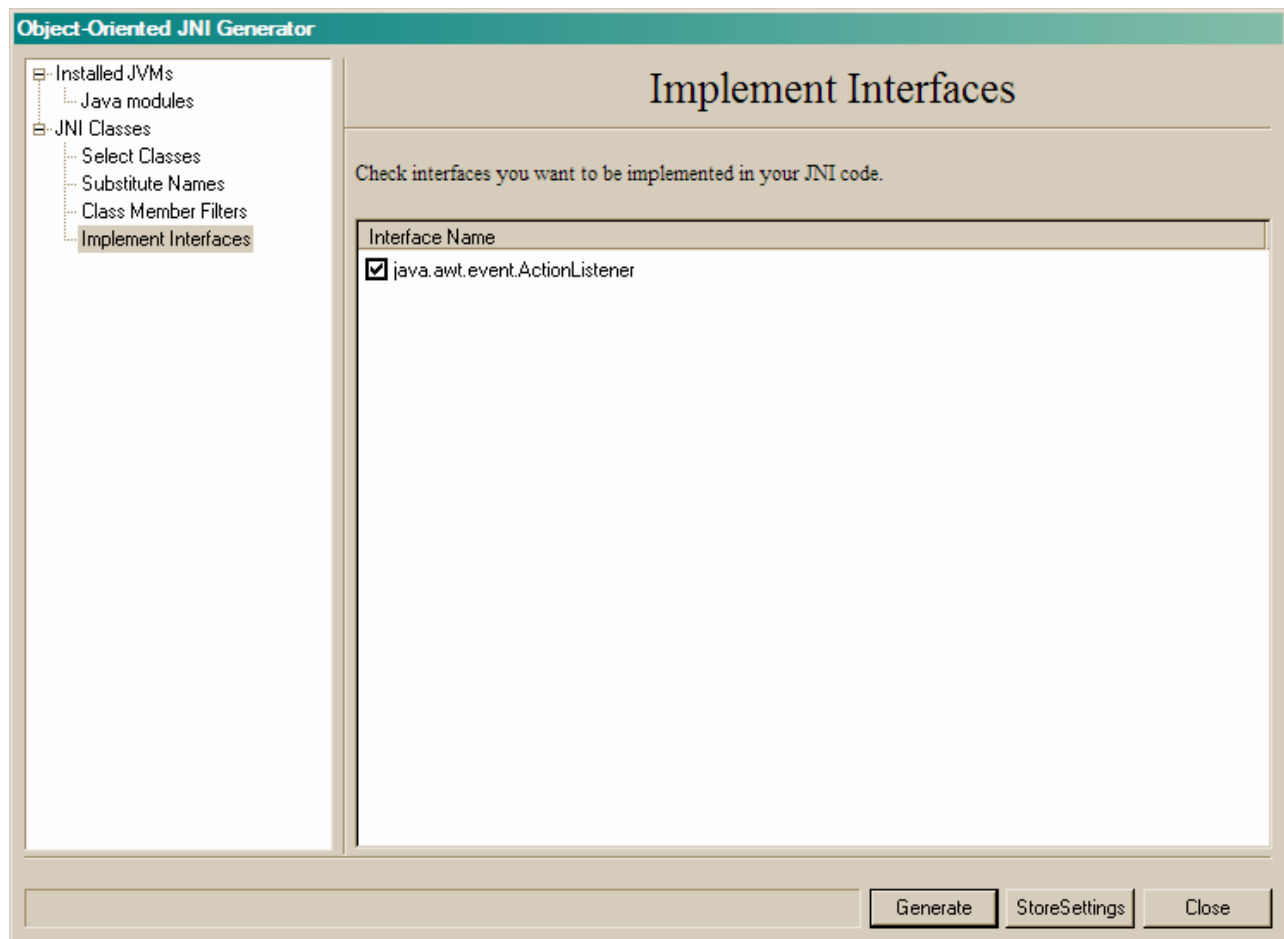 Object-Oriented JNI Generator
Installed JVMs
Java modules
JNI Classes
Select Classes
Substitute Names
Class Member Filters
Implement Interfaces
Implement Interfaces
Check interfaces you want to be implemented in your JNI code.
Interface Name
java.awt.event.ActionListener
Generate
StoreSettings
Close